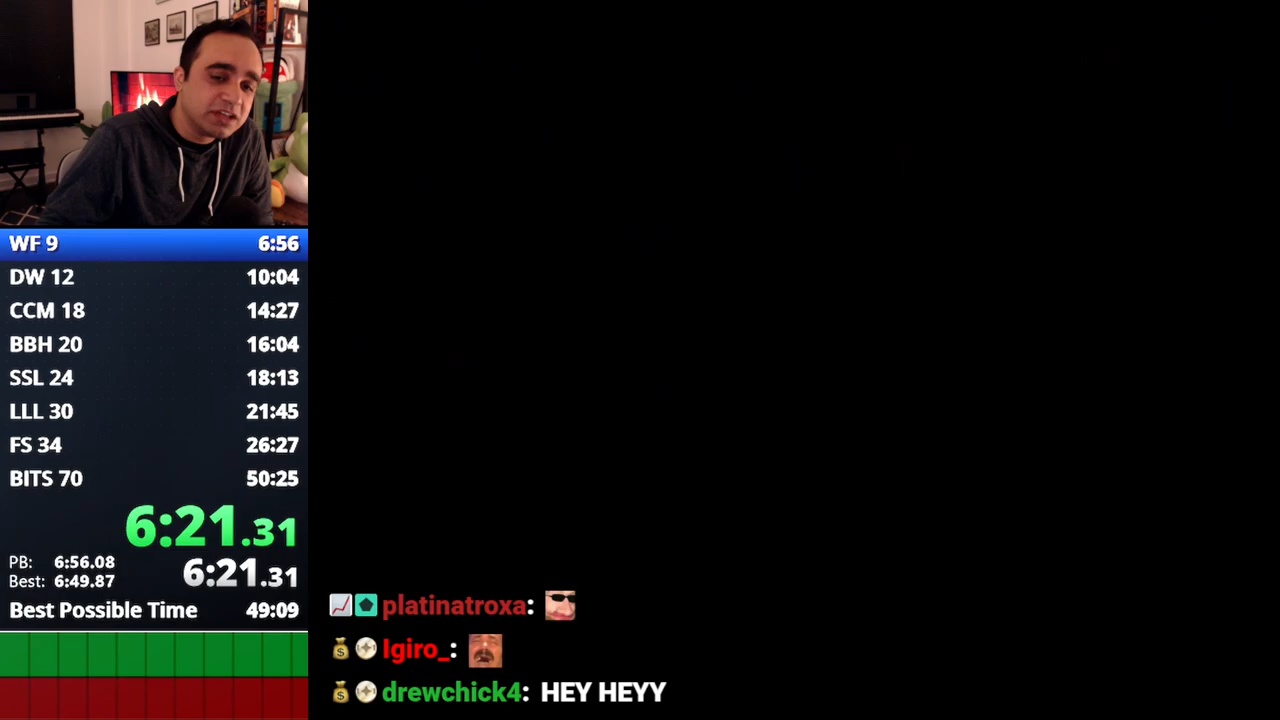 WF 9 6:56
DW 12 10:04
CCM 18 14:27
BBH 20 16:04
SSL 24 18:13
LLL 30 21:45
FS 34 26:27
BITS 70 50:25
6:21.31
PB: 6:56.08
Best: 6:49.87
6:21.31
Best Possible Time 49:09
platinatroxa:
Igiro_:
drewchick4: HEY HEYY